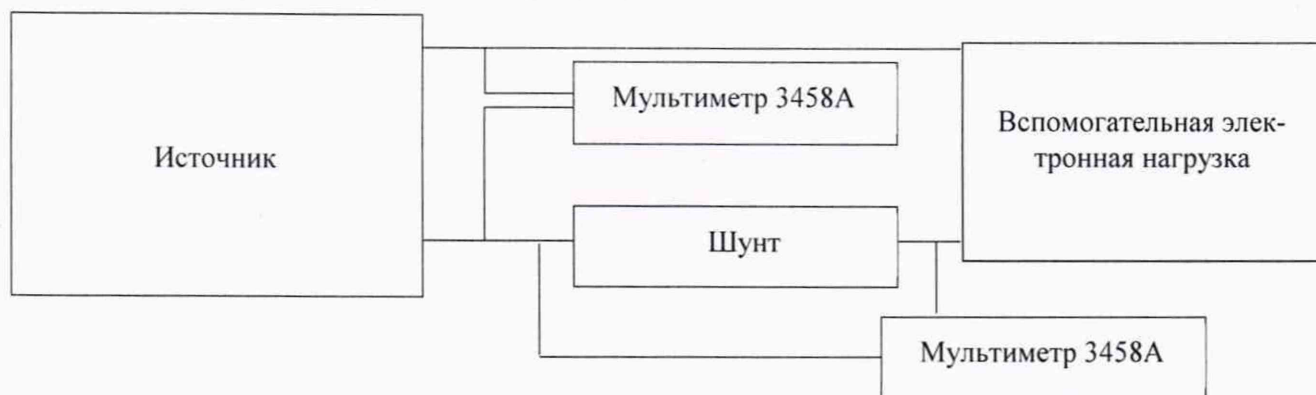 Источник
Мультиметр 3458А
Вспомогательная элек-
тронная нагрузка
Шунт
Мультиметр 3458А